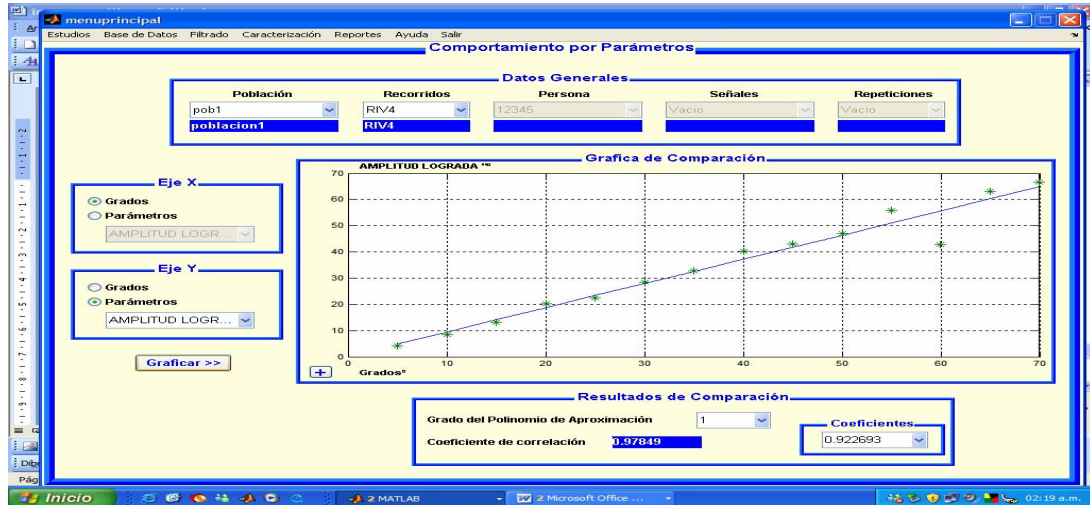 menuprincipal
Estudios Base de Datos Filtrado Caracterización Reportes Ayuda Salir
Comportamiento por Parámetros
Datos Generales
Población Recorridos Persona Señales Repeticiones
pob1 RIV4 12345 Vacio Vacio
poblacion1 RIV4
Grafica de Comparación
AMPLITUD LOGRADA
70
60
50
40
30
20
10
0
0 10 20 30 40 50 60 70
Grados°
+
Eje X
Grados
Parámetros
AMPLITUD LOGR...
Eje Y
Grados
Parámetros
AMPLITUD LOGR...
Graficar >>
Resultados de Comparación
Grado del Polinomio de Aproximación 1
Coeficientes
Coeficiente de correlación 0.97849 0.922693
Dib
Pág
Inicio 2 MATLAB 2 Microsoft Office ... 02:19 a.m.